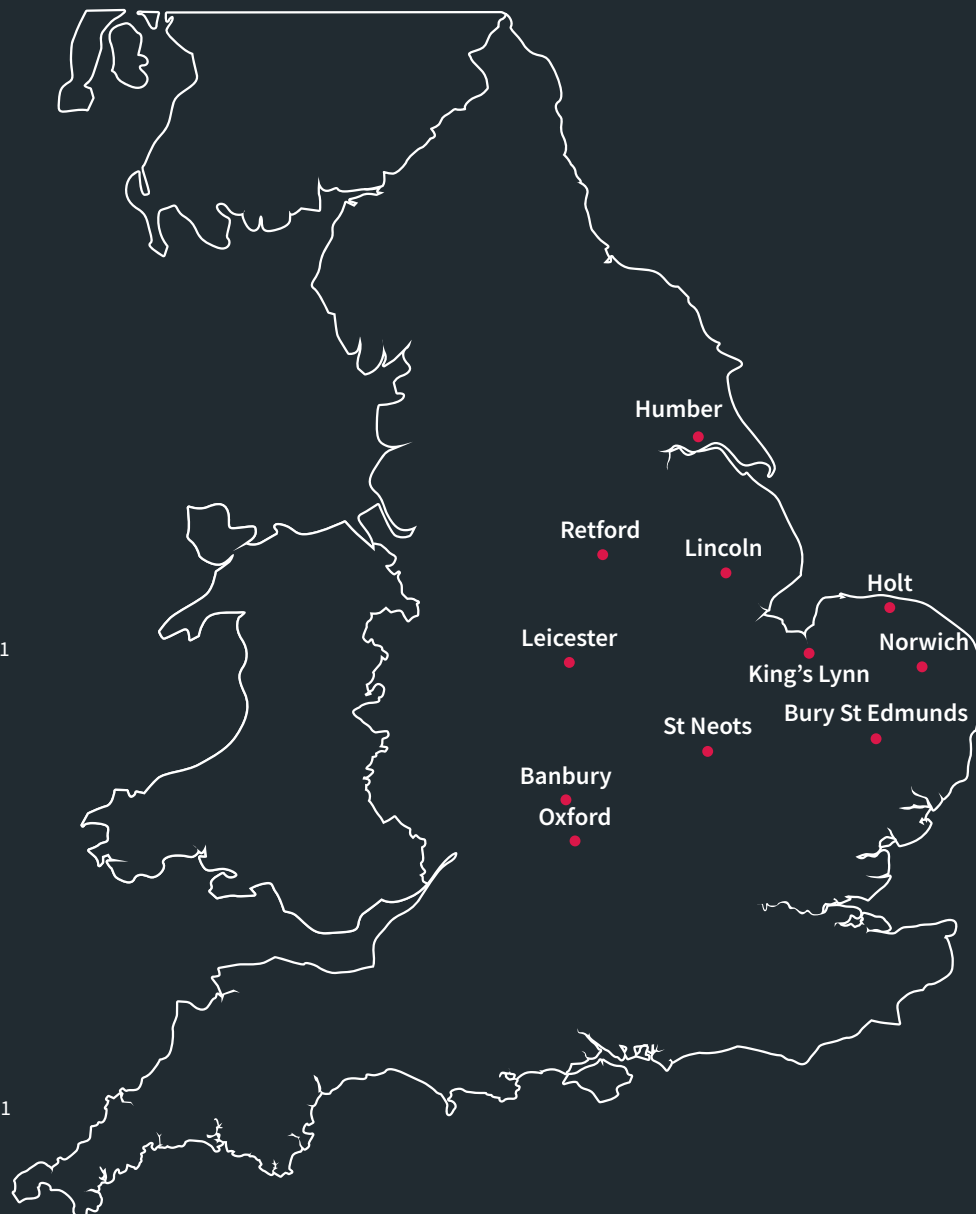 Humber
Retford
Lincoln
Holt
Leicester
Norwich
1
King’s Lynn
Bury St Edmunds
St Neots
Banbury
Oxford
1